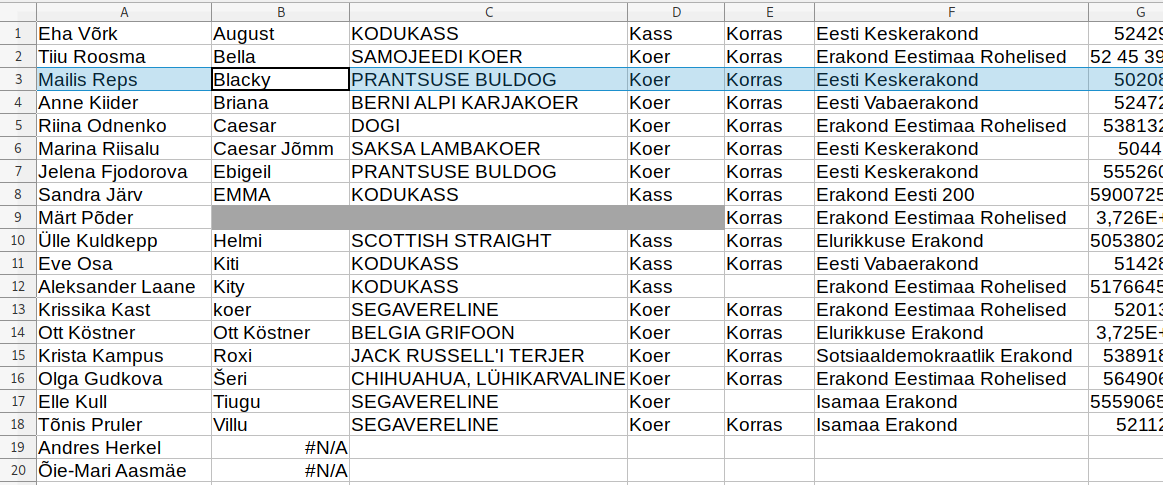 A B C D E F G
1 Eha Võrk August KODUKASS Kass Korras Eesti Keskerakond 52429
2 Tiiu Roosma Bella SAMOJEEDI KOER Koer Korras Erakond Eestimaa Rohelised 52 45 39
3 Mailis Reps Blacky PRANTSUSE BULDOG Koer Korras Eesti Keskerakond 50208
4 Anne Kiider Briana BERNI ALPI KARJAKOER Koer Korras Eesti Vabaerakond 52472
5 Riina Odnenko Caesar DOGI Koer Korras Erakond Eestimaa Rohelised 538132
6 Marina Riisalu Caesar Jõmm SAKSA LAMBAKOER Koer Korras Eesti Keskerakond 5044
7 Jelena Fjodorova Ebigeil PRANTSUSE BULDOG Koer Korras Eesti Keskerakond 555260
8 Sandra Järv EMMA KODUKASS Kass Korras Erakond Eesti 200 5900725
9 Märt Põder Korras Erakond Eestimaa Rohelised 3,726E+
10 Ülle Kuldkepp Helmi SCOTTISH STRAIGHT Kass Korras Elurikkuse Erakond 5053802
11 Eve Osa Kiti KODUKASS Kass Korras Eesti Vabaerakond 51428
12 Aleksander Laane Kity KODUKASS Kass Erakond Eestimaa Rohelised 5176645
13 Krissika Kast koer SEGAVERELINE Koer Korras Erakond Eestimaa Rohelised 52013
14 Ott Köstner Ott Köstner BELGIA GRIFOON Koer Korras Elurikkuse Erakond 3,725E+
15 Krista Kampus Roxi JACK RUSSELL'I TERJER Koer Korras Sotsiaaldemokraatlik Erakond 538918
16 Olga Gudkova Šeri CHIHUAHUA, LÜHIKARVALINE Koer Korras Erakond Eestimaa Rohelised 564906
17 Elle Kull Tiugu SEGAVERELINE Koer Isamaa Erakond 5559065
18 Tõnis Pruler Villu SEGAVERELINE Koer Korras Isamaa Erakond 52112
19 Andres Herkel #N/A
20 Õie-Mari Aasmäe #N/A